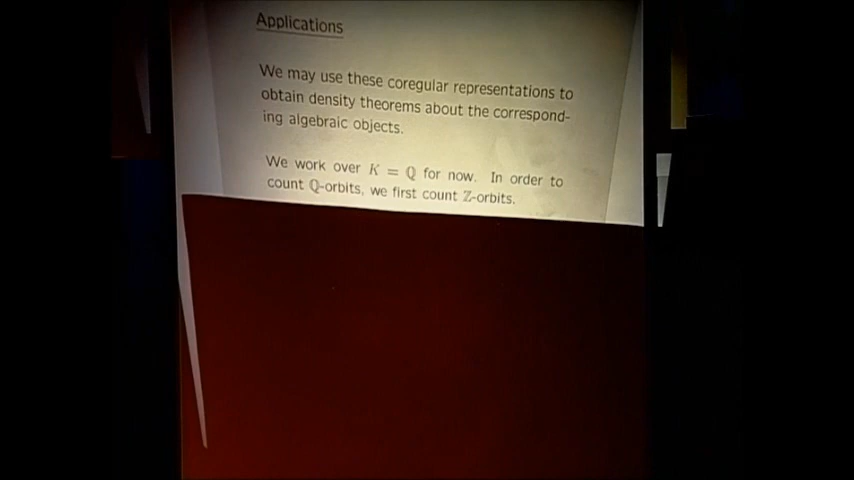 Applications
We may use these coregular representations to
obtain density theorems about the correspond-
ing algebraic objects.
We work over K = ℚ for now. In order to
count ℚ-orbits, we first count ℤ-orbits.